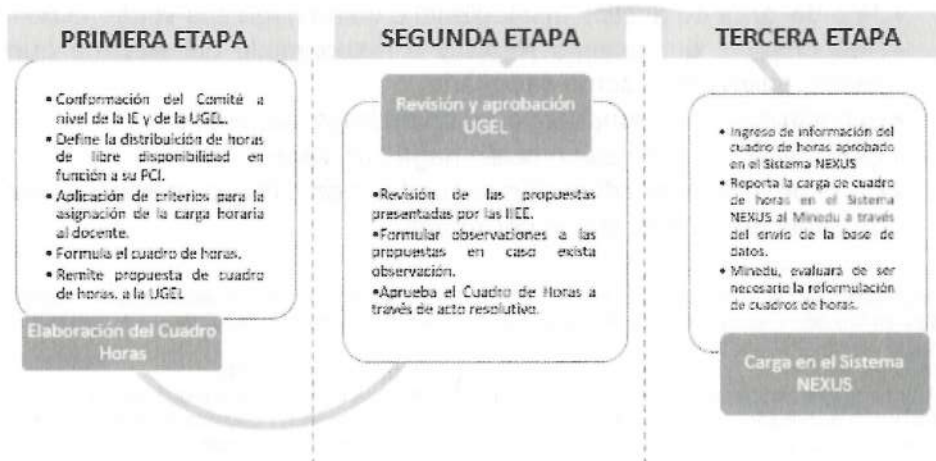 PRIMERA ETAPA
• Conformación del Comité a
nivel de la IE y de la UGEL.
• Define la distribuición de horas
de libre disponibilidad en
función a su PCI.
• Aplicación de criterios para la
asignación de la carga horaria
al docente.
• Formula el cuadro de horas.
• Remite propuesta de cuadro
de horas. a la UGEL
Elaboración del Cuadro
Horas
SEGUNDA ETAPA
Revisión y aprobación
UGEL
•Revisión de las propuestas
presentadas por las IIEE.
•Formular observaciones a las
propuestas en caso exista
observación.
•Aprueba el Cuadro de Horas a
través de acto resolutivo.
TERCERA ETAPA
• Ingreso de información del
cuadro de horas aprobado
en el Sistema NEXUS
• Reporta la carga de cuadro
de horas en el Sistema
NEXUS al Minedu a través
del envío de la base de
datos.
• Minedu, evaluará de ser
necesario la reformulación
de cuadros de horas.
Carga en el Sistema
NEXUS